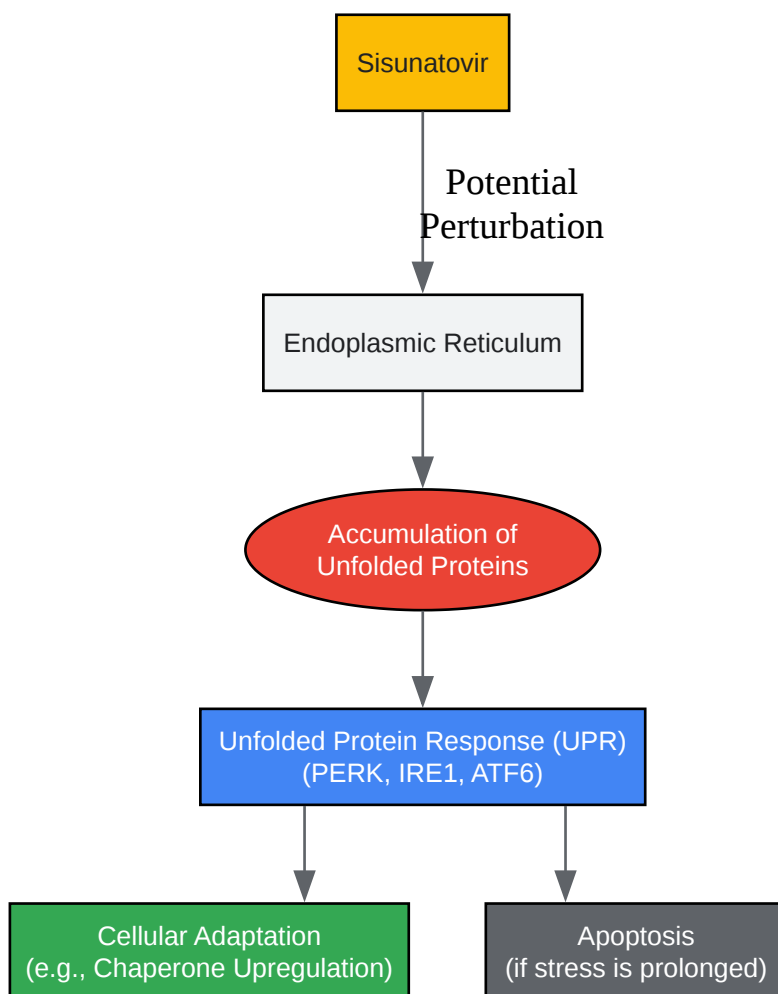 Sisunatovir
Potential
Perturbation
Endoplasmic Reticulum
Accumulation of
Unfolded Proteins
Unfolded Protein Response (UPR)
(PERK, IRE1, ATF6)
Cellular Adaptation
(e.g., Chaperone Upregulation)
Apoptosis
(if stress is prolonged)